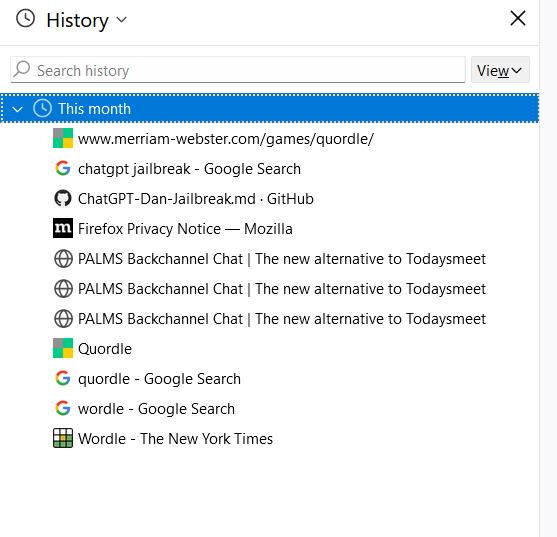 History
Search history
View
This month
www.merriam-webster.com/games/quordle/
chatgpt jailbreak - Google Search
ChatGPT-Dan-Jailbreak.md · GitHub
m Firefox Privacy Notice — Mozilla
PALMS Backchannel Chat | The new alternative to Todaysmeet
PALMS Backchannel Chat | The new alternative to Todaysmeet
PALMS Backchannel Chat | The new alternative to Todaysmeet
Quordle
quordle - Google Search
wordle - Google Search
Wordle - The New York Times